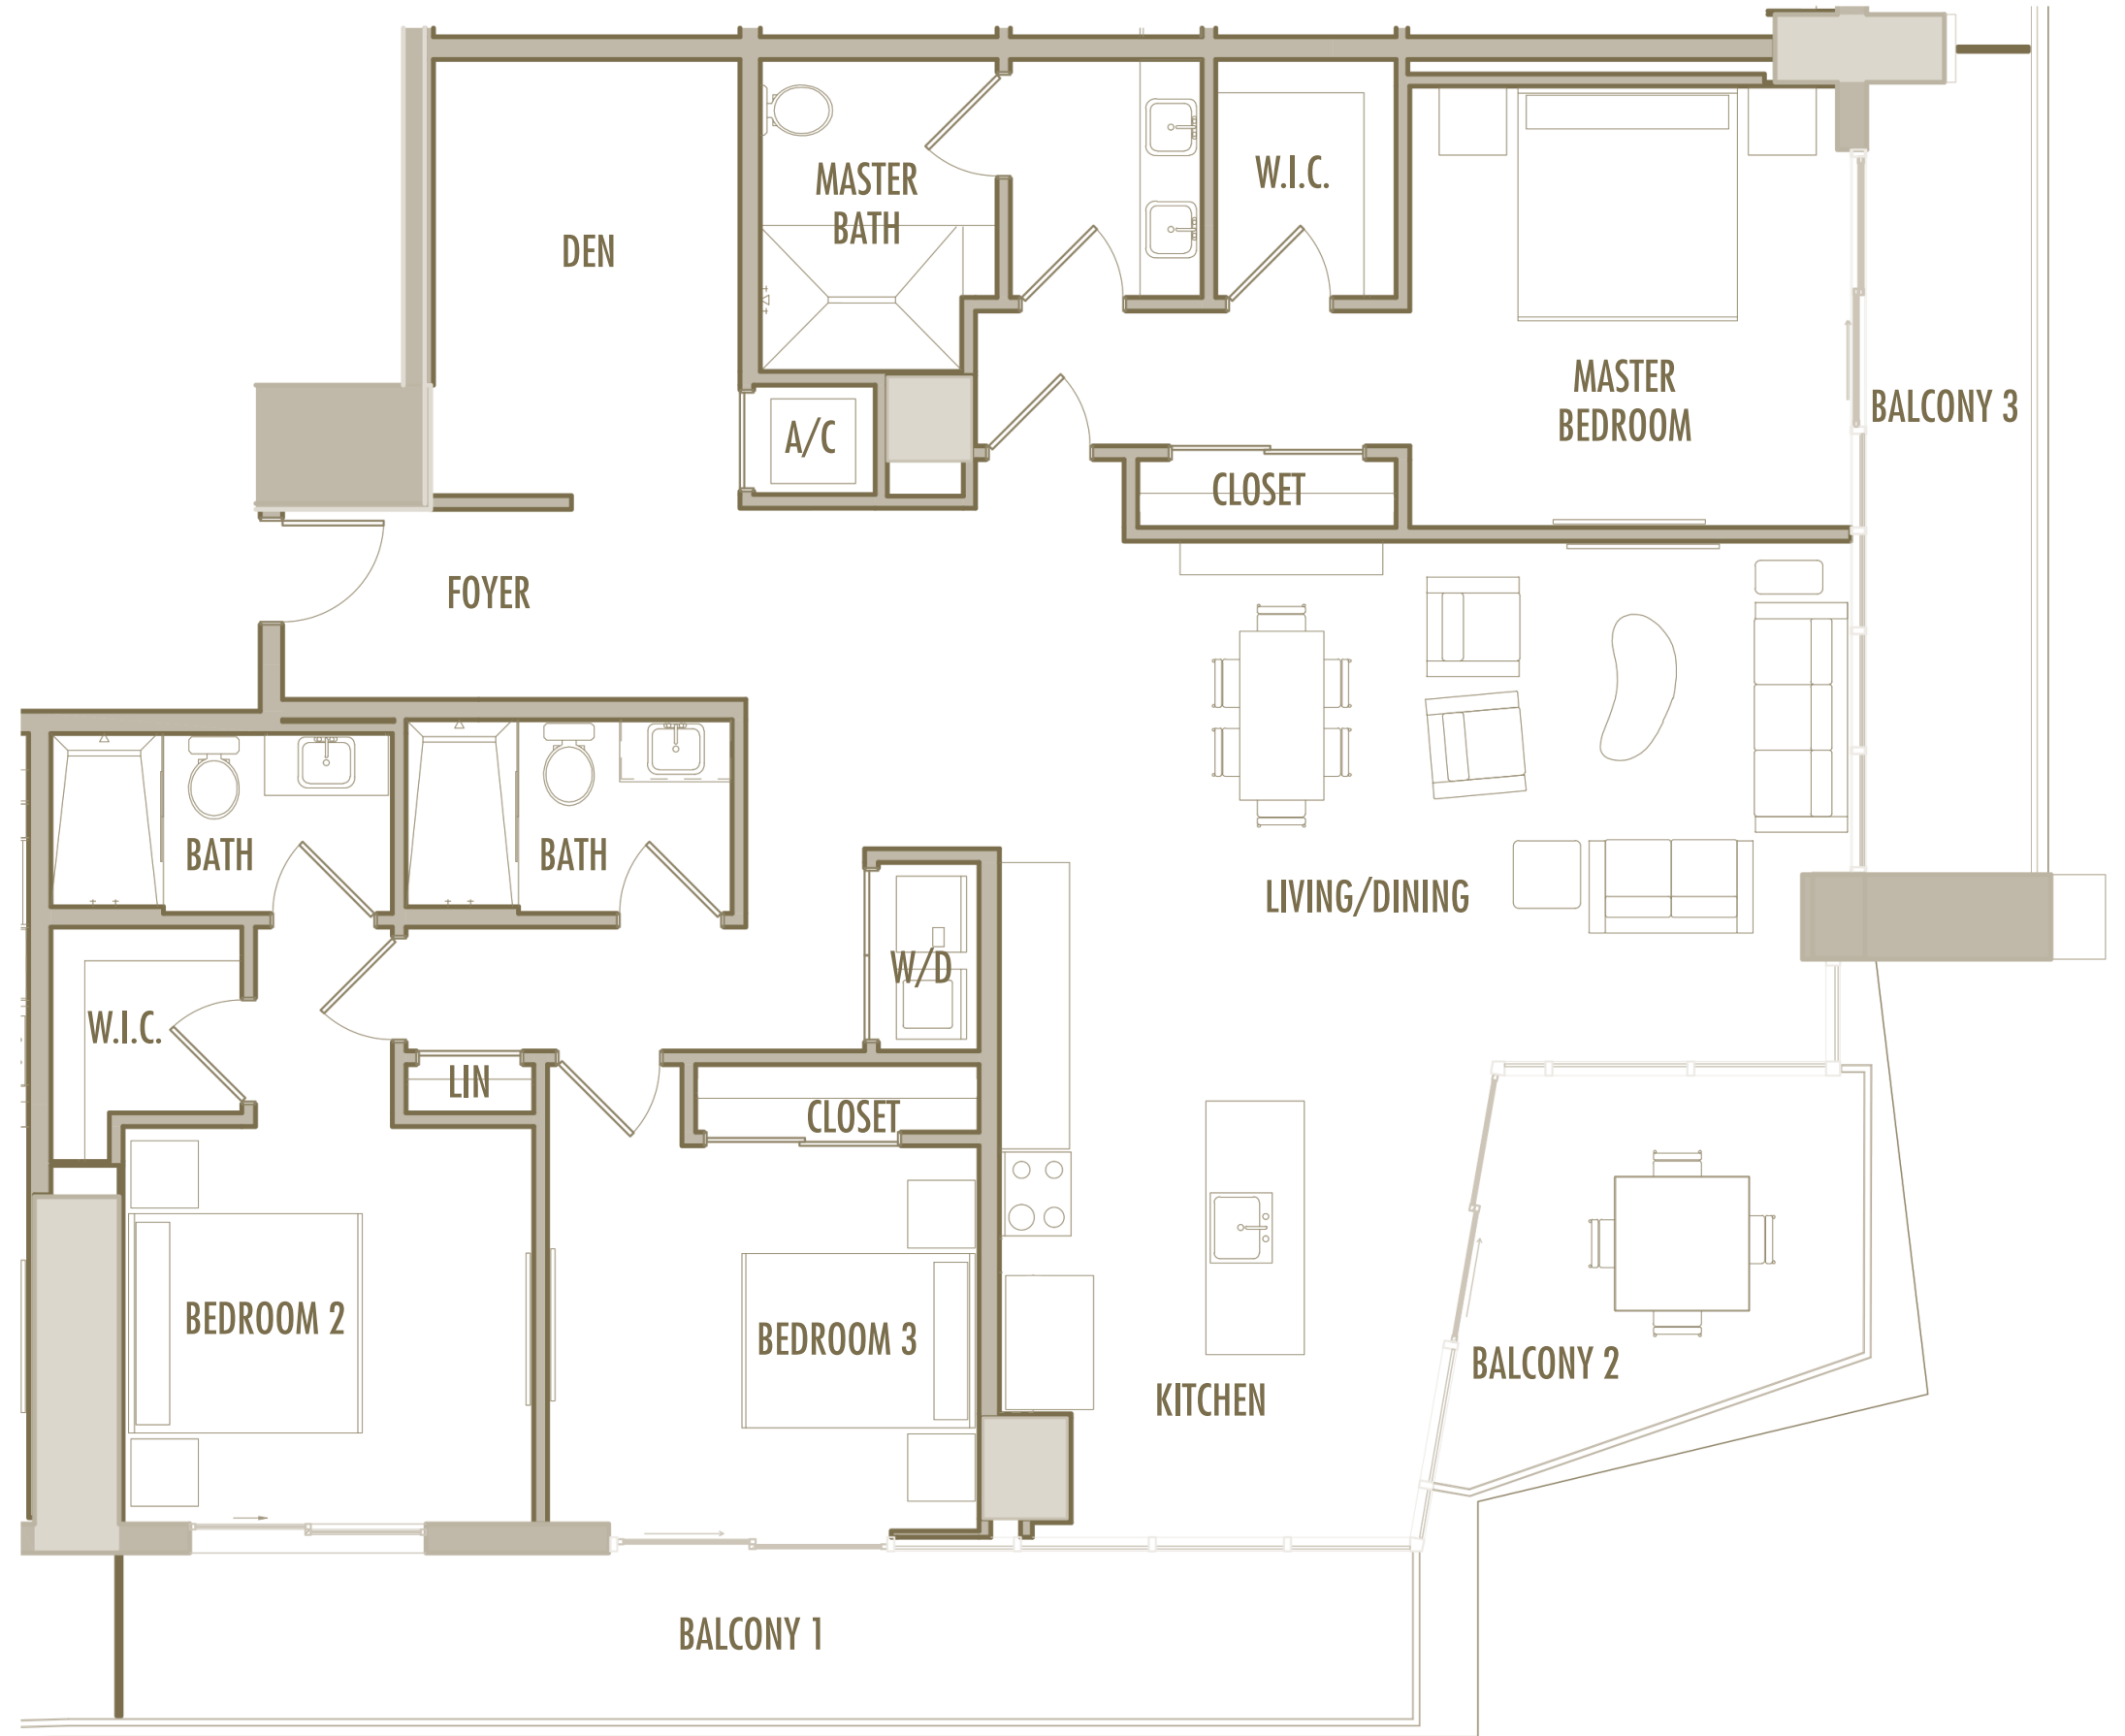 MASTER
BATH
W.I.C.
DEN
MASTER
BEDROOM
BALCONY 3
A/C
CLOSET
FOYER
BATH
BATH
LIVING/DINING
W/D
W.I.C.
LIN
CLOSET
BEDROOM 2
BEDROOM 3
BALCONY 2
KITCHEN
BALCONY 1